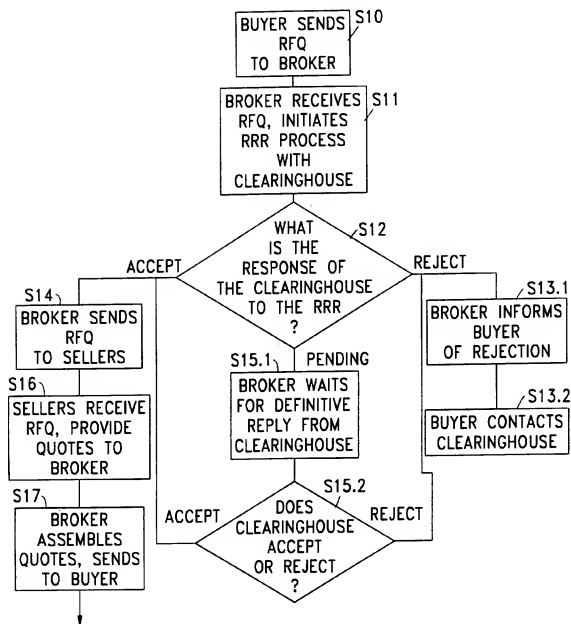 S10
BUYER SENDS
RFQ
TO BROKER
S11
BROKER RECEIVES
RFQ, INITIATES
RRR PROCESS
WITH
CLEARINGHOUSE
S12
WHAT
IS THE
RESPONSE OF
THE CLEARINGHOUSE
TO THE RRR
?
ACCEPT
REJECT
PENDING
S14
BROKER SENDS
RFQ
TO SELLERS
S13.1
BROKER INFORMS
BUYER
OF REJECTION
S13.2
BUYER CONTACTS
CLEARINGHOUSE
S15.1
BROKER WAITS
FOR DEFINITIVE
REPLY FROM
CLEARINGHOUSE
S16
SELLERS RECEIVE
RFQ, PROVIDE
QUOTES TO
BROKER
S15.2
DOES
CLEARINGHOUSE
ACCEPT
OR REJECT
?
ACCEPT
REJECT
S17
BROKER
ASSEMBLES
QUOTES, SENDS
TO BUYER